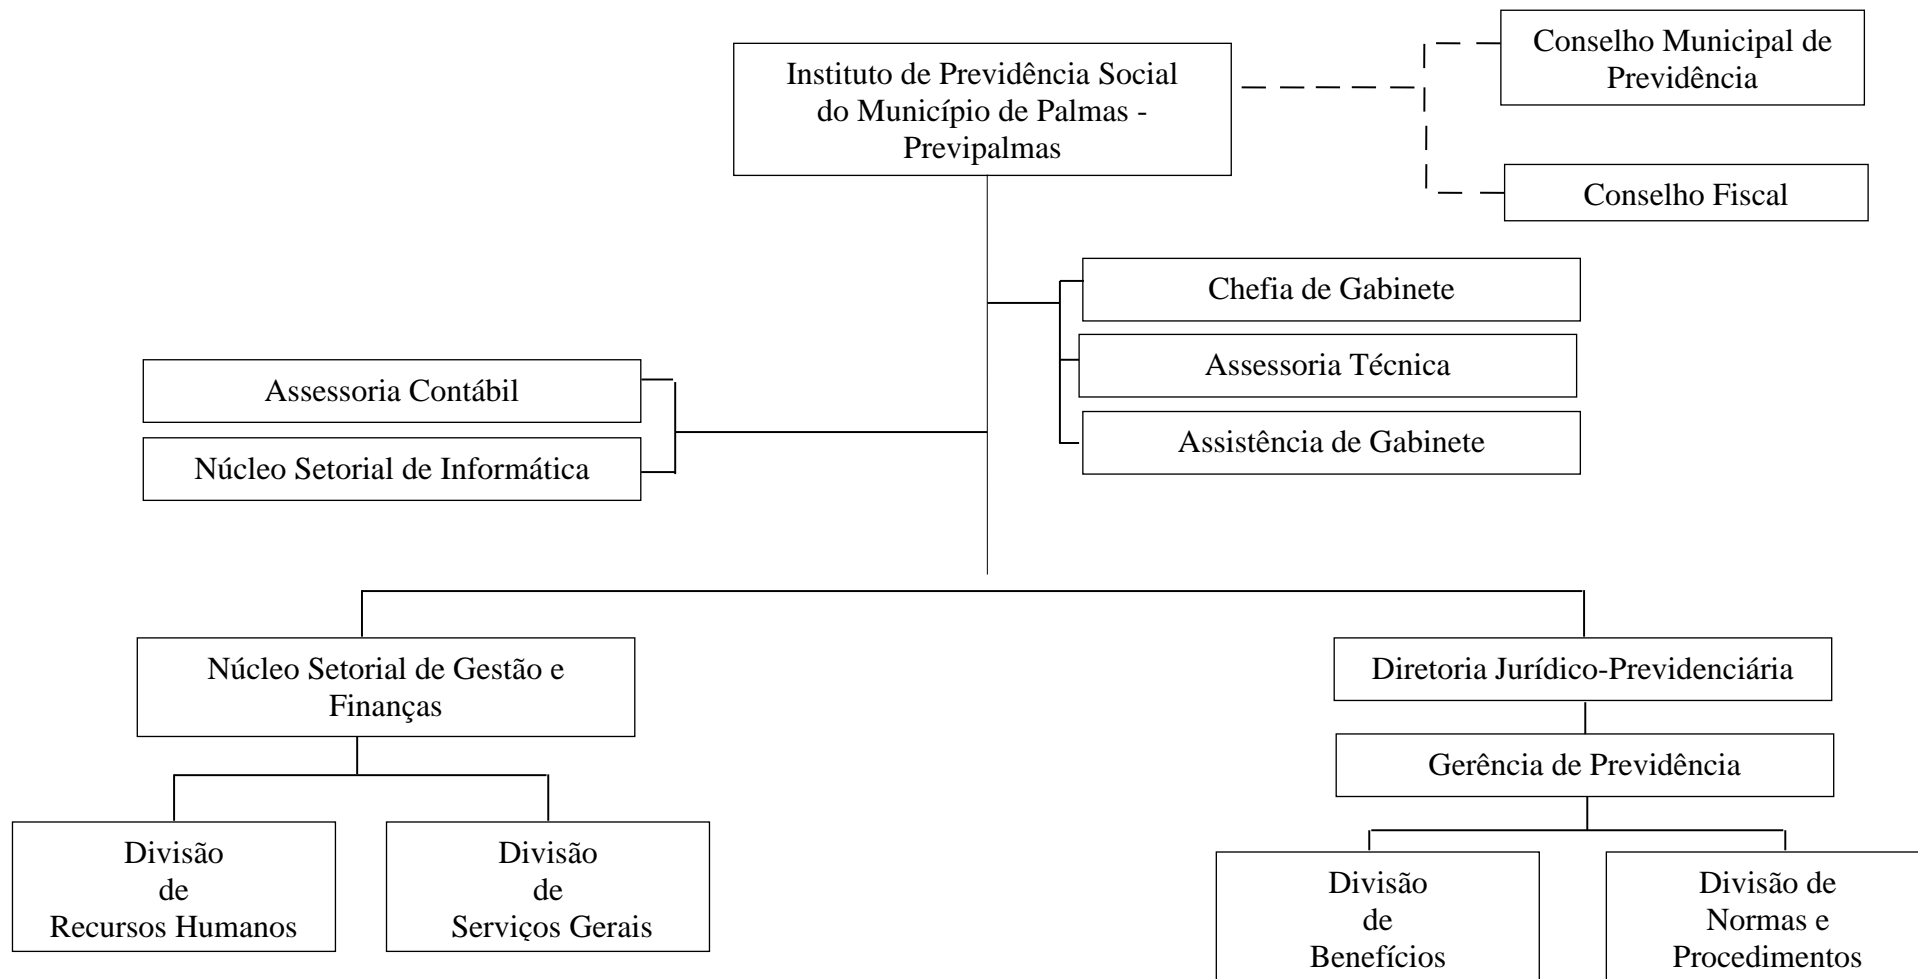 Conselho Municipal de
Previdência
Instituto de Previdência Social
do Município de Palmas -
Previpalmas
Conselho Fiscal
Chefia de Gabinete
Assessoria Técnica
Assistência de Gabinete
Assessoria Contábil
Núcleo Setorial de Informática
Núcleo Setorial de Gestão e
Finanças
Diretoria Jurídico-Previdenciária
Gerência de Previdência
Divisão
de
Recursos Humanos
Divisão
de
Serviços Gerais
Divisão
de
Benefícios
Divisão de
Normas e
Procedimentos